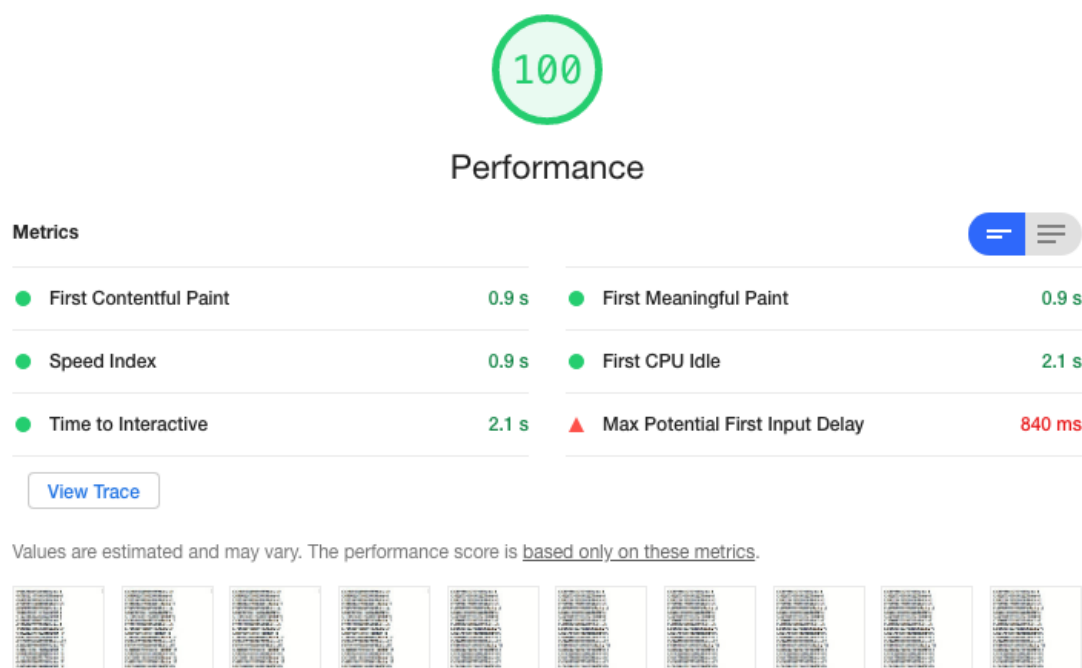 100
Performance
Metrics
First Contentful Paint 0.9 s
First Meaningful Paint 0.9 s
Speed Index 0.9 s
First CPU Idle 2.1 s
Time to Interactive 2.1 s
Max Potential First Input Delay 840 ms
View Trace
Values are estimated and may vary. The performance score is based only on these metrics.